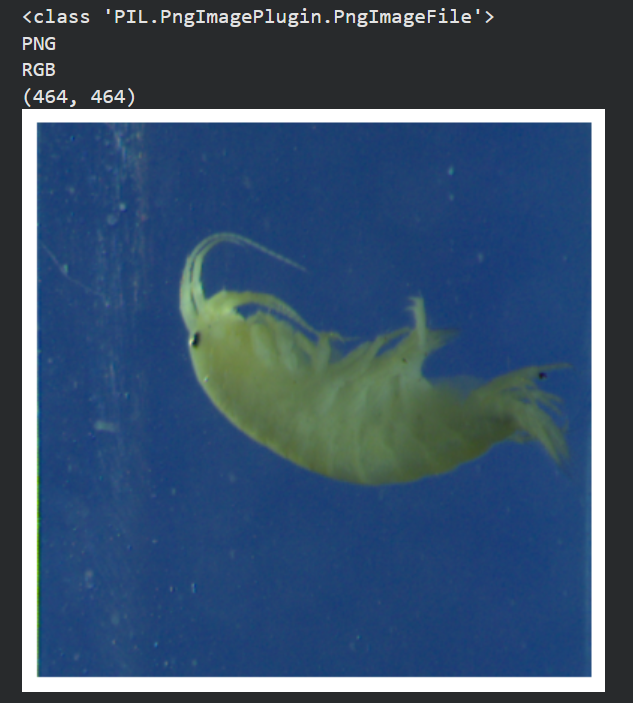 <class 'PIL.PngImagePlugin.PngImageFile'>
PNG
RGB
(464, 464)